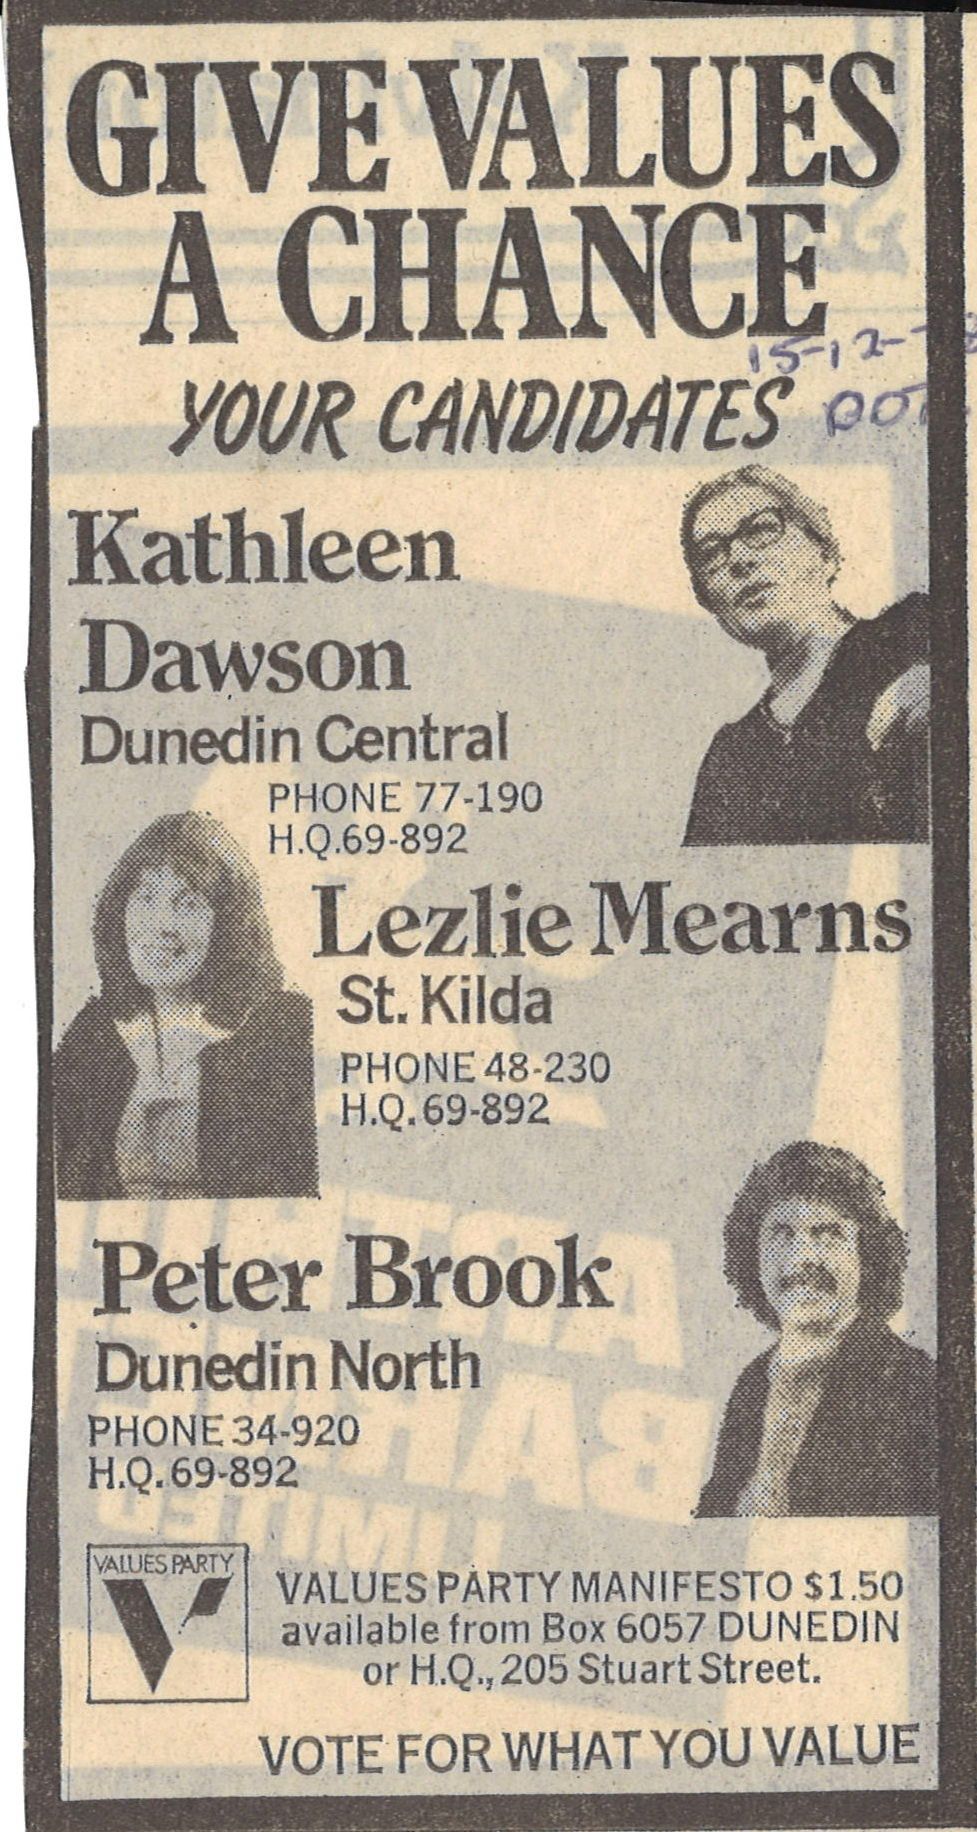 GIVE VALUES
A CHANCE
15-12-
YOUR CANDIDATES
Kathleen
Dawson
Dunedin Central
PHONE 77-190
H.Q.69-892
Lezlie Mearns
St. Kilda
PHONE 48-230
H.Q.69-892
Peter Brook
Dunedin North
PHONE 34-920
H.Q.69-892
VALUES PARTY
VALUES PARTY MANIFESTO $1.50
available from Box 6057 DUNEDIN
or H.Q., 205 Stuart Street.
VOTE FOR WHAT YOU VALUE